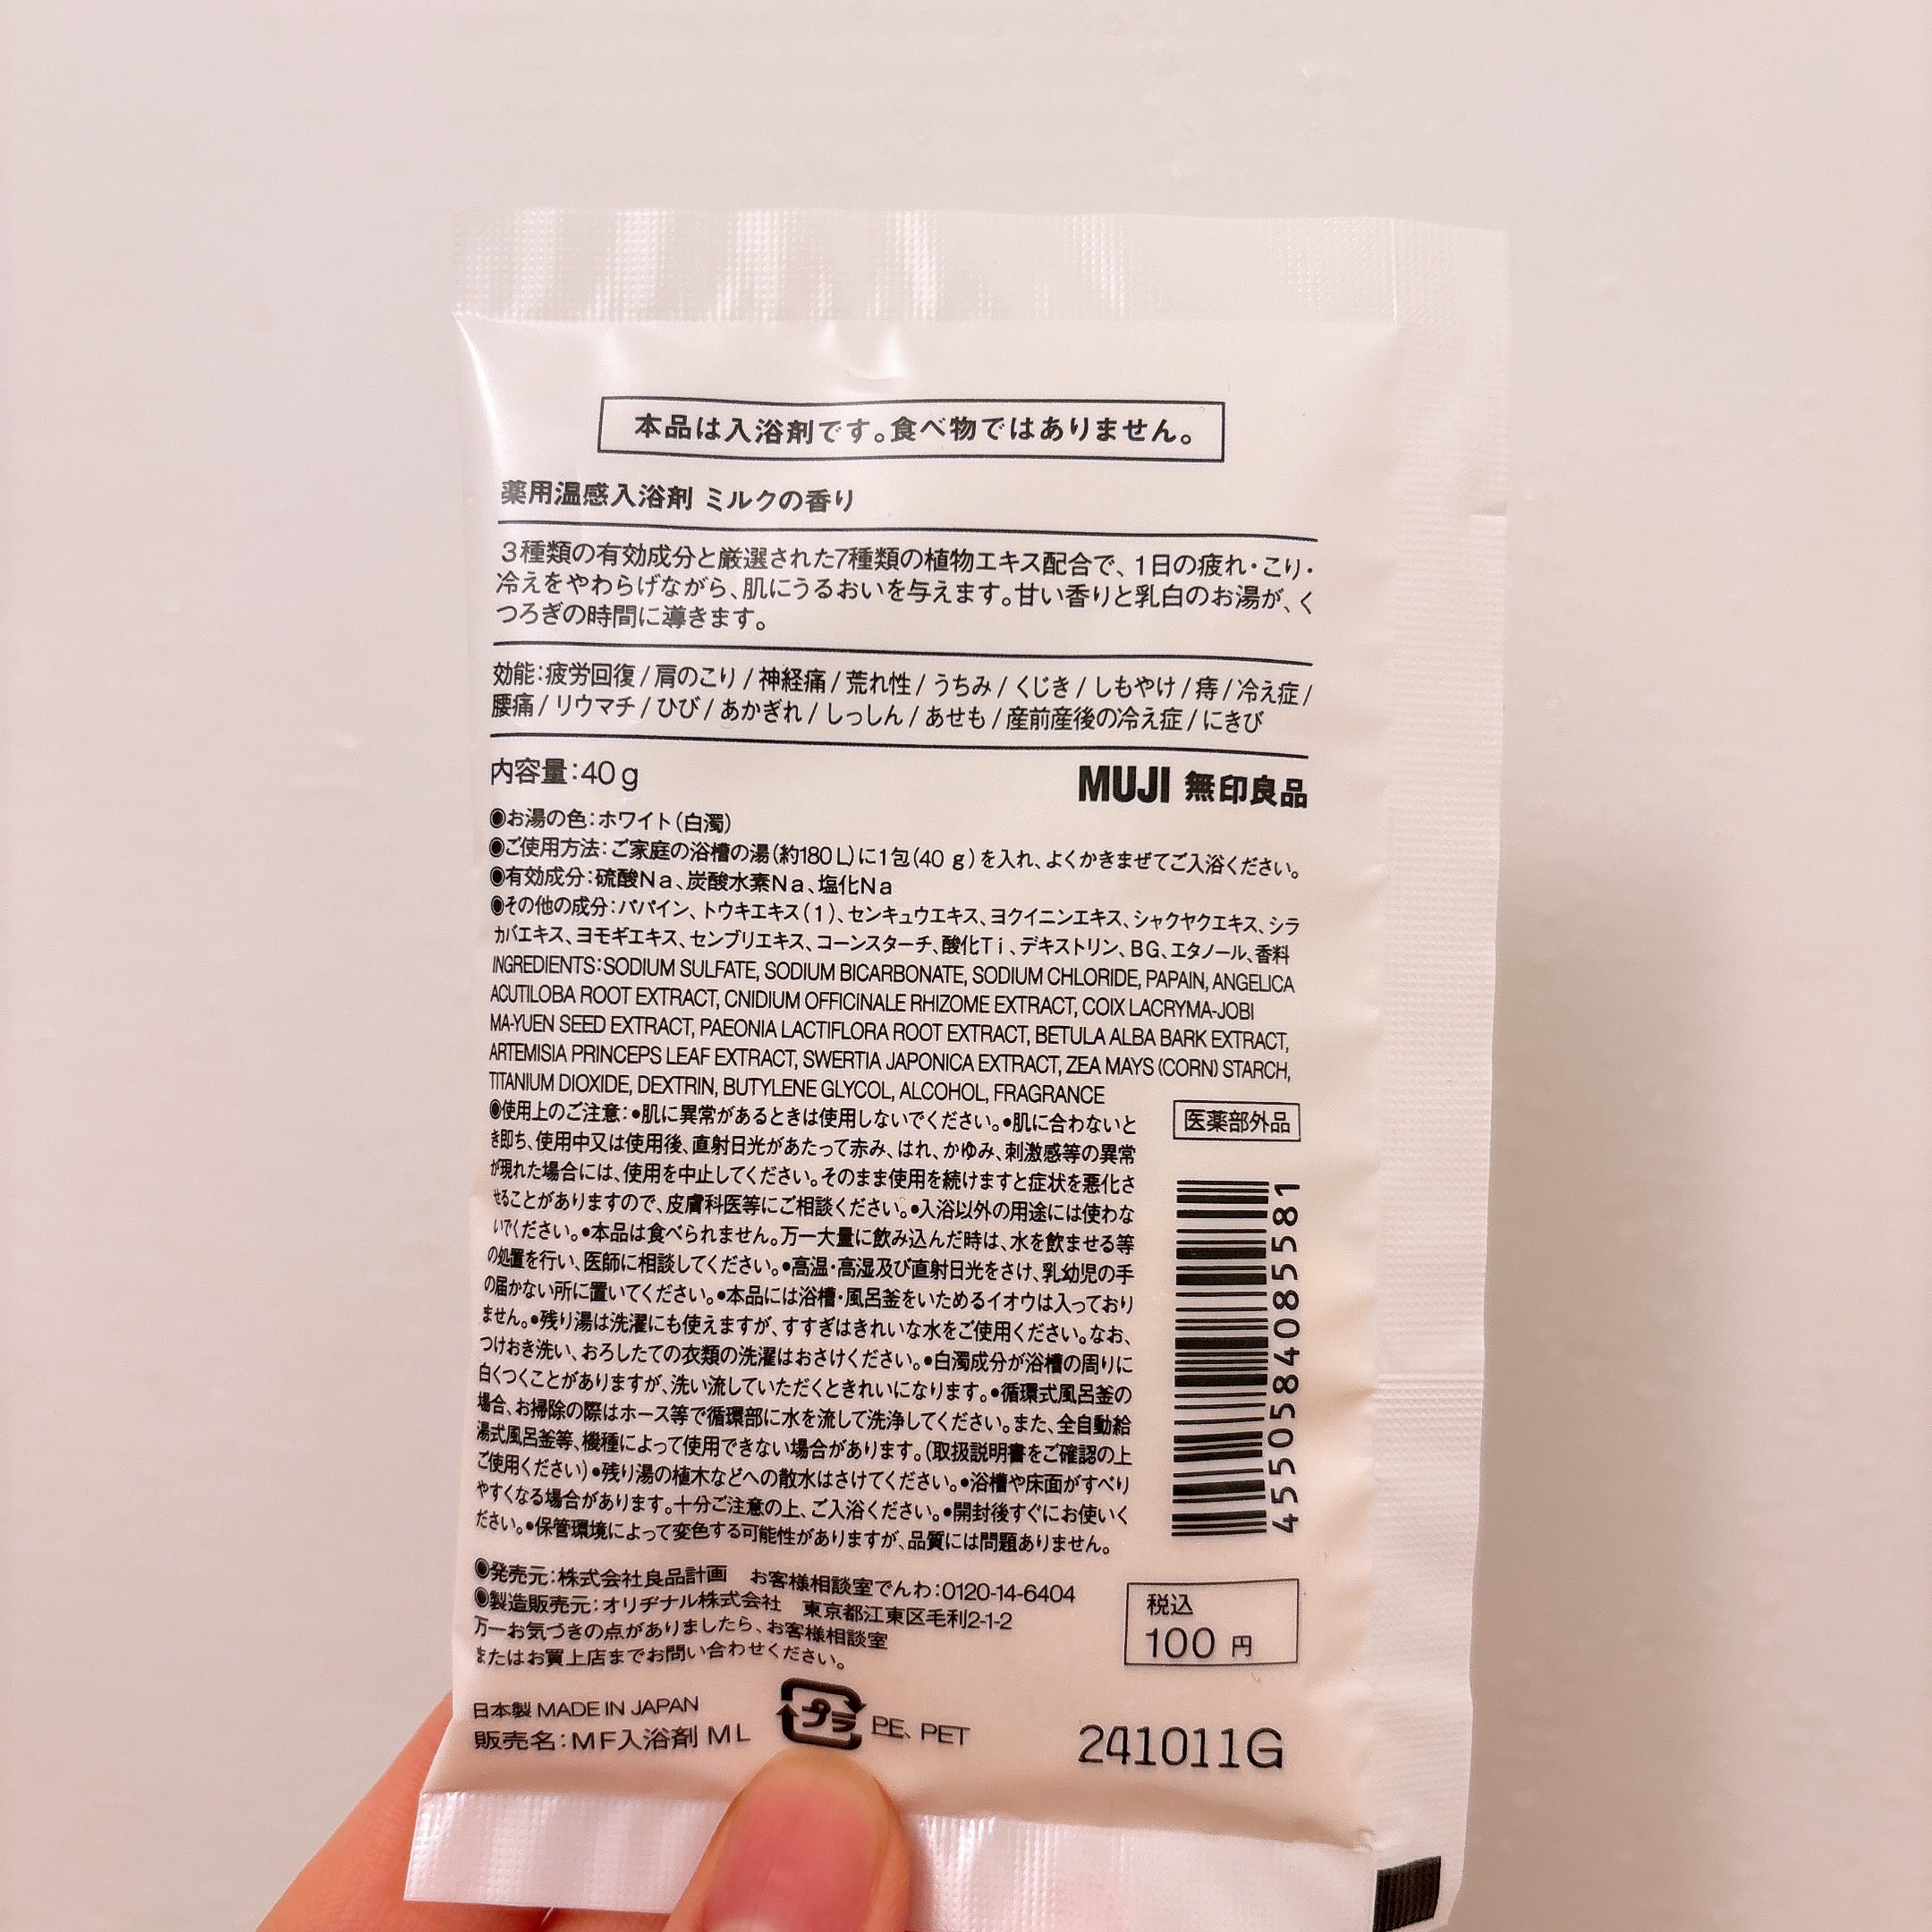 本品は入浴剤です。食べ物ではありません。
薬用温感入浴剤 ミルクの香り
3種類の有効成分と厳選された7種類の植物エキス配合で、1日の疲れ・こり・
冷えをやわらげながら、肌にうるおいを与えます。甘い香りと乳白のお湯が、く
つろぎの時間に導きます。
効能:疲労回復/肩のこり/神経痛/荒れ性/うちみ/くじき/しもやけ/痔/冷え症/
腰痛/リウマチ/ひび/あかぎれ/しっしん/あせも/産前産後の冷え症/にきび
内容量:40g
MUJI 無印良品
◉お湯の色:ホワイト(白濁)
◉ご使用方法:ご家庭の浴槽の湯(約180L)に1包(40g)を入れ、よくかきまぜてご入浴ください。
◉有効成分:硫酸Na、炭酸水素Na、塩化Na
◉その他の成分:パパイン、トウキエキス(1)、センキュウエキス、ヨクイニンエキス、シャクヤクエキス、シラ
カバエキス、ヨモギエキス、センブリエキス、コーンスターチ、酸化Ti、デキストリン、BG、エタノール、香料
INGREDIENTS:SODIUM SULFATE, SODIUM BICARBONATE, SODIUM CHLORIDE, PAPAIN, ANGELICA
ACUTILOBA ROOT EXTRACT, CNIDIUM OFFICINALE RHIZOME EXTRACT, COIX LACRYMA-JOBI
MA-YUEN SEED EXTRACT, PAEONIA LACTIFLORA ROOT EXTRACT, BETULA ALBA BARK EXTRACT,
ARTEMISIA PRINCEPS LEAF EXTRACT, SWERTIA JAPONICA EXTRACT, ZEA MAYS (CORN) STARCH,
TITANIUM DIOXIDE, DEXTRIN, BUTYLENE GLYCOL, ALCOHOL, FRAGRANCE
◉使用上のご注意:●肌に異常があるときは使用しないでください。●肌に合わないと
き即ち、使用中又は使用後、直射日光があたって赤み、はれ、かゆみ、刺激感等の異常
が現れた場合には、使用を中止してください。そのまま使用を続けますと症状を悪化さ
せることがありますので、皮膚科医等にご相談ください。●入浴以外の用途には使わな
いでください。●本品は食べられません。万一大量に飲み込んだ時は、水を飲ませる等
の処置を行い、医師に相談してください。●高温・高湿及び直射日光をさけ、乳幼児の手
の届かない所に置いてください。●本品には浴槽・風呂釜をいためるイオウは入っており
ません。●残り湯は洗濯にも使えますが、すすぎはきれいな水をご使用ください。なお、
つけおき洗い、おろしたての衣類の洗濯はおさけください。●白濁成分が浴槽の周りに
白くつくことがありますが、洗い流していただくときれいになります。●循環式風呂釜の
場合、お掃除の際はホース等で循環部に水を流して洗浄してください。また、全自動給
湯式風呂釜等、機種によって使用できない場合があります。(取扱説明書をご確認の上
ご使用ください)●残り湯の植木などへの散水はさけてください。●浴槽や床面がすべり
やすくなる場合があります。十分ご注意の上、ご入浴ください。●開封後すぐにお使いく
ださい。●保管環境によって変色する可能性がありますが、品質には問題ありません。
医薬部外品
4550584085581
◉発売元:株式会社良品計画 お客様相談室でんわ:0120-14-6404
◉製造販売元:オリヂナル株式会社 東京都江東区毛利2-1-2
万一お気づきの点がありましたら、お客様相談室
またはお買上店までお問い合わせください。
税込
100 円
日本製 MADE IN JAPAN
販売名:MF入浴剤 ML
プラ PE、PET
241011G